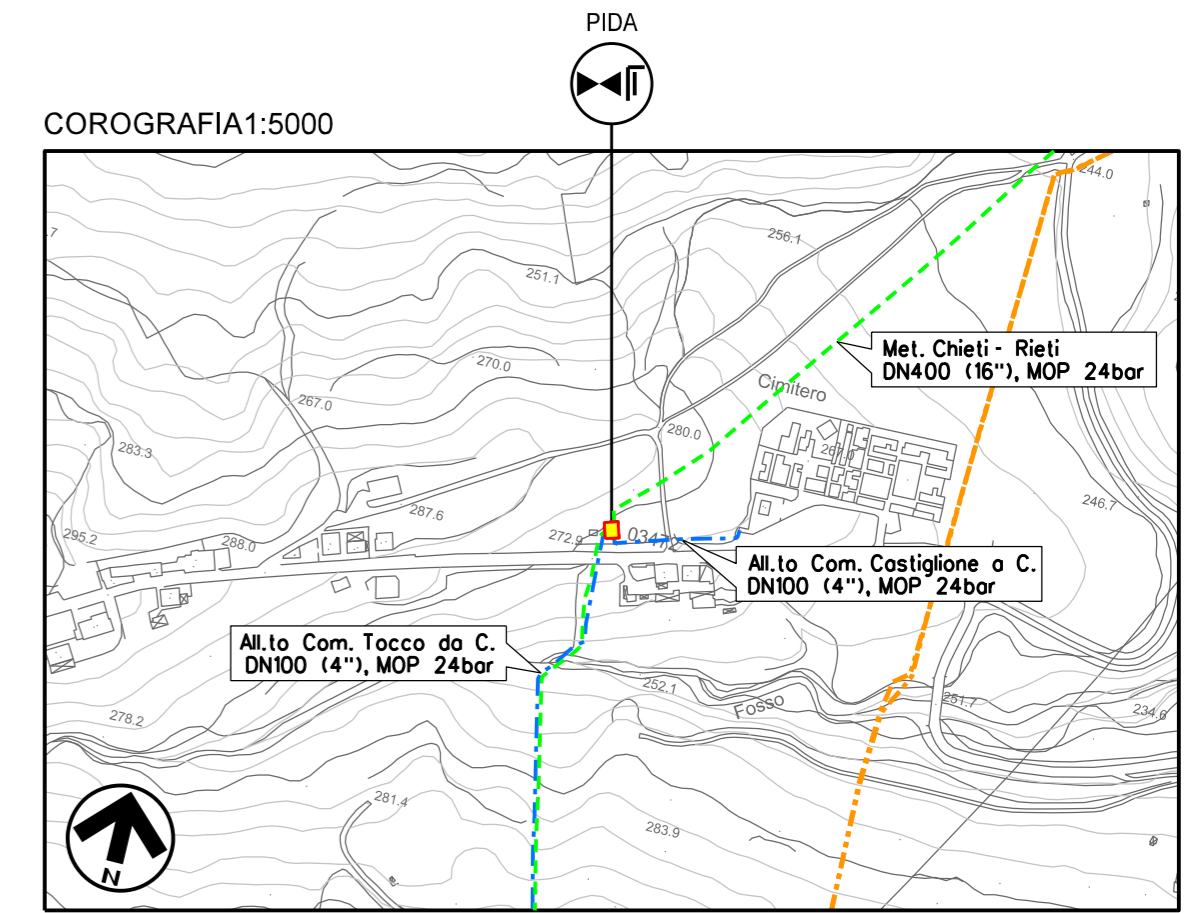 PIDA
COROGRAFIA1:5000
244.0
256.1
251.1
Met. Chieti - Rieti
DN400 (16"), MOP 24bar
270.0
Cimitero
267.0
280.0
283.3
267.0
246.7
287.6
295.2
288.0
272.9
All.to Com. Castiglione a C.
DN100 (4"), MOP 24bar
All.to Com. Tocco da C.
DN100 (4"), MOP 24bar
252.1
Fosso
251.7
234.6
278.2
281.4
283.9
N